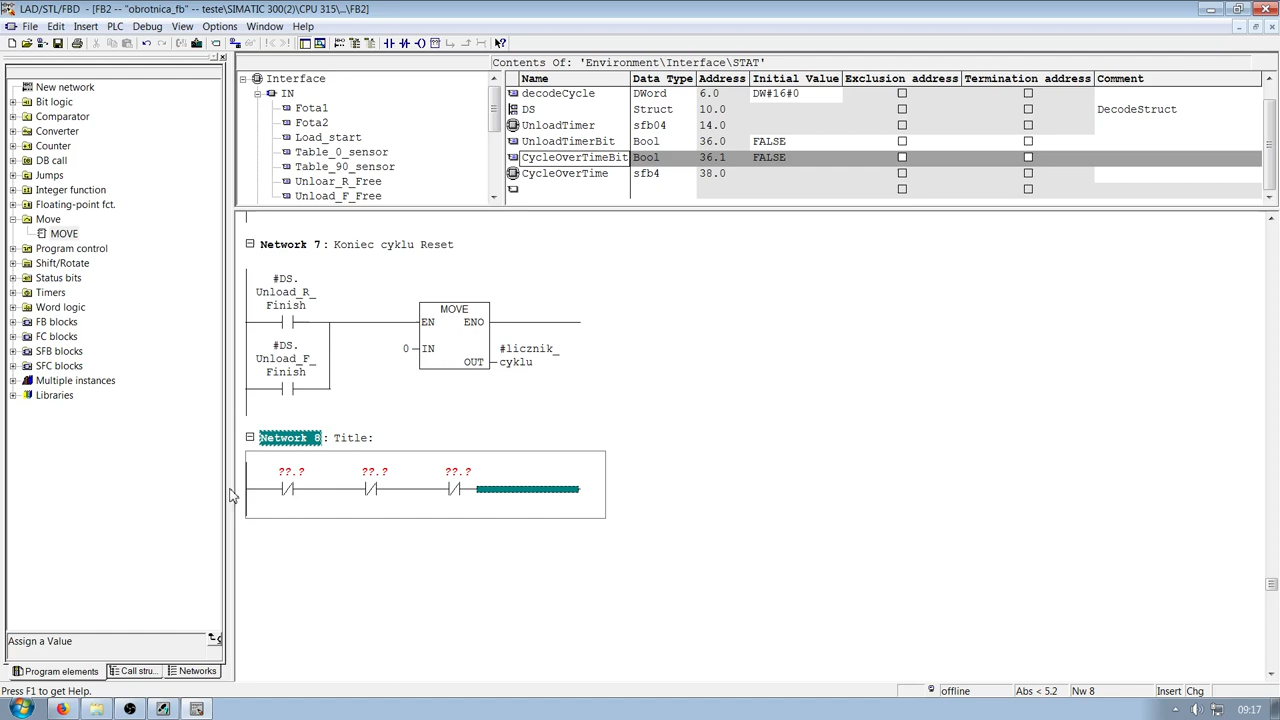 LAD/STL/FBD - [FB2 -- "obrotnica_fb" -- teste\SIMATIC 300(2)\CPU 315\...\FB2]
File Edit Insert PLC Debug View Options Window Help
New network
Bit logic
Comparator
Converter
Counter
DB call
Jumps
Integer function
Floating-point fct.
Move
MOVE
Program control
Shift/Rotate
Status bits
Timers
Word logic
FB blocks
FC blocks
SFB blocks
SFC blocks
Multiple instances
Libraries
Assign a Value
Program elements Call stru... Networks
Contents Of: 'Environment\Interface\STAT'
Interface
IN
Fota1
Fota2
Load_start
Table_0_sensor
Table_90_sensor
Unloar_R_Free
Unload_F_Free
Name Data Type Address Initial Value Exclusion address Termination address Comment
decodeCycle DWord 6.0 DW#16#0
DS Struct 10.0 DecodeStruct
UnloadTimer sfb04 14.0
UnloadTimerBit Bool 36.0 FALSE
CycleOverTimeBit Bool 36.1 FALSE
CycleOverTime sfb4 38.0
Network 7: Koniec cyklu Reset
#DS.
Unload_R_
Finish
MOVE
EN ENO
#DS.
Unload_F_
Finish
0 IN
OUT
#licznik_
cyklu
Network 8: Title:
??.? ??.? ??.?
Press F1 to get Help.
offline Abs < 5.2 Nw 8 Insert Chg
09:17